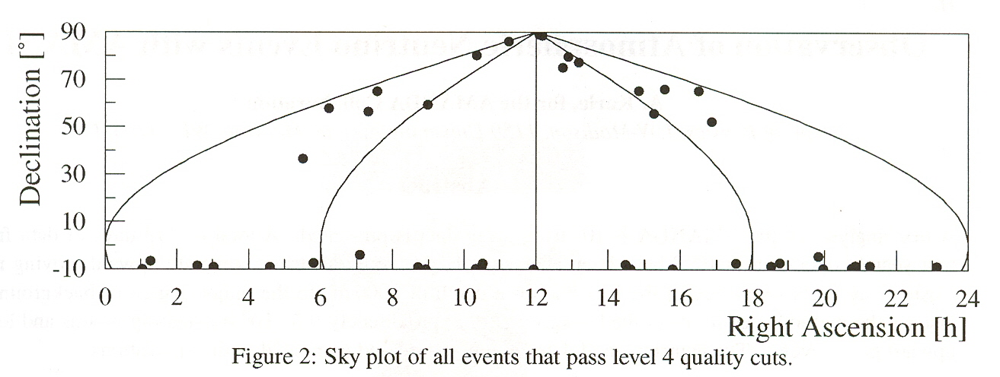 90
70
50
30
10
-10
Declination [°]
0 2 4 6 8 10 12 14 16 18 20 22 24
Right Ascension [h]
Figure 2: Sky plot of all events that pass level 4 quality cuts.